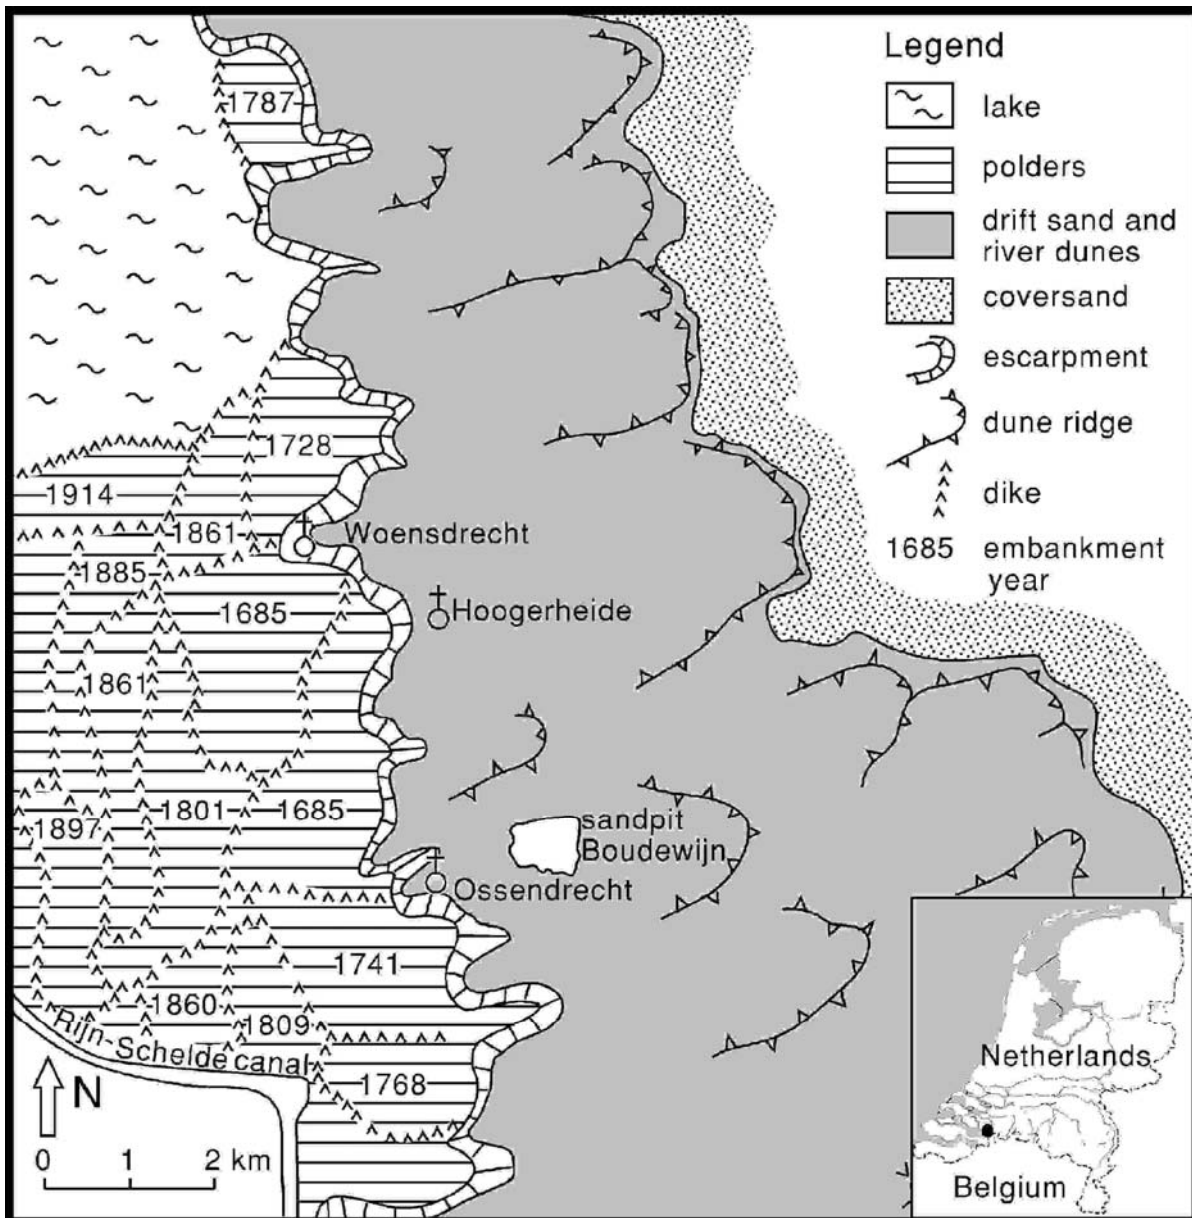 Legend
lake
polders
drift sand and
river dunes
coversand
escarpment
dune ridge
dike
1685 embankment
year
1787
1728
1914
1861
Woensdrecht
1885
1685
Hoogerheide
1861
1801
1685
1897
sandpit
Boudewijn
Ossendrecht
1741
1860
1809
Rijn-Schelde canal
1768
N
0 1 2 km
Netherlands
Belgium